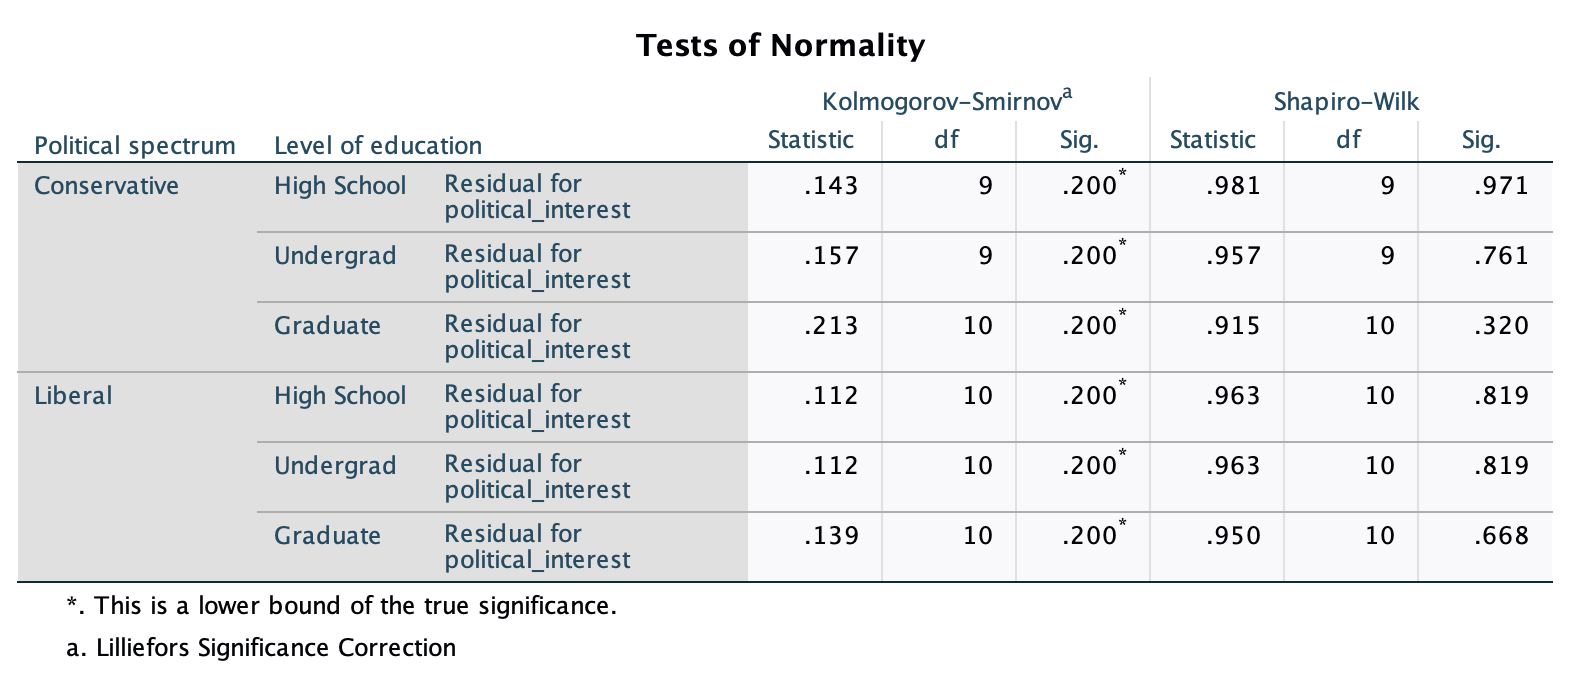 Tests of Normality
Kolmogorov-Smirnovᵃ Shapiro-Wilk
Political spectrum Level of education Statistic df Sig. Statistic df Sig.
Conservative High School Residual for political_interest .143 9 .200* .981 9 .971
Undergrad Residual for political_interest .157 9 .200* .957 9 .761
Graduate Residual for political_interest .213 10 .200* .915 10 .320
Liberal High School Residual for political_interest .112 10 .200* .963 10 .819
Undergrad Residual for political_interest .112 10 .200* .963 10 .819
Graduate Residual for political_interest .139 10 .200* .950 10 .668
*. This is a lower bound of the true significance.
a. Lilliefors Significance Correction